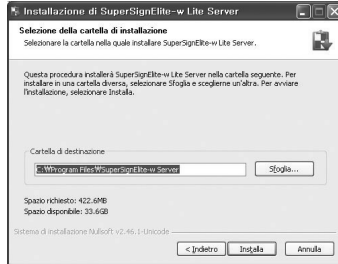 Installazione di SuperSignElite-w Lite Server
Selezione della cartella di installazione
Selezionare la cartella nella quale installare SuperSignElite-w Lite Server.
Questa procedura installerà SuperSignElite-w Lite Server nella cartella seguente. Per
installare in una cartella diversa, selezionare Sfoglia e sceglierne un'altra. Per avviare
l'installazione, selezionare Installa.
Cartella di destinazione
C:₩Program Files₩SuperSignElite-w Server
Sfoglia...
Spazio richiesto: 422.6MB
Spazio disponibile: 33.6GB
Sistema di installazione Nullsoft v2.46.1-Unicode
< Indietro Installa Annulla